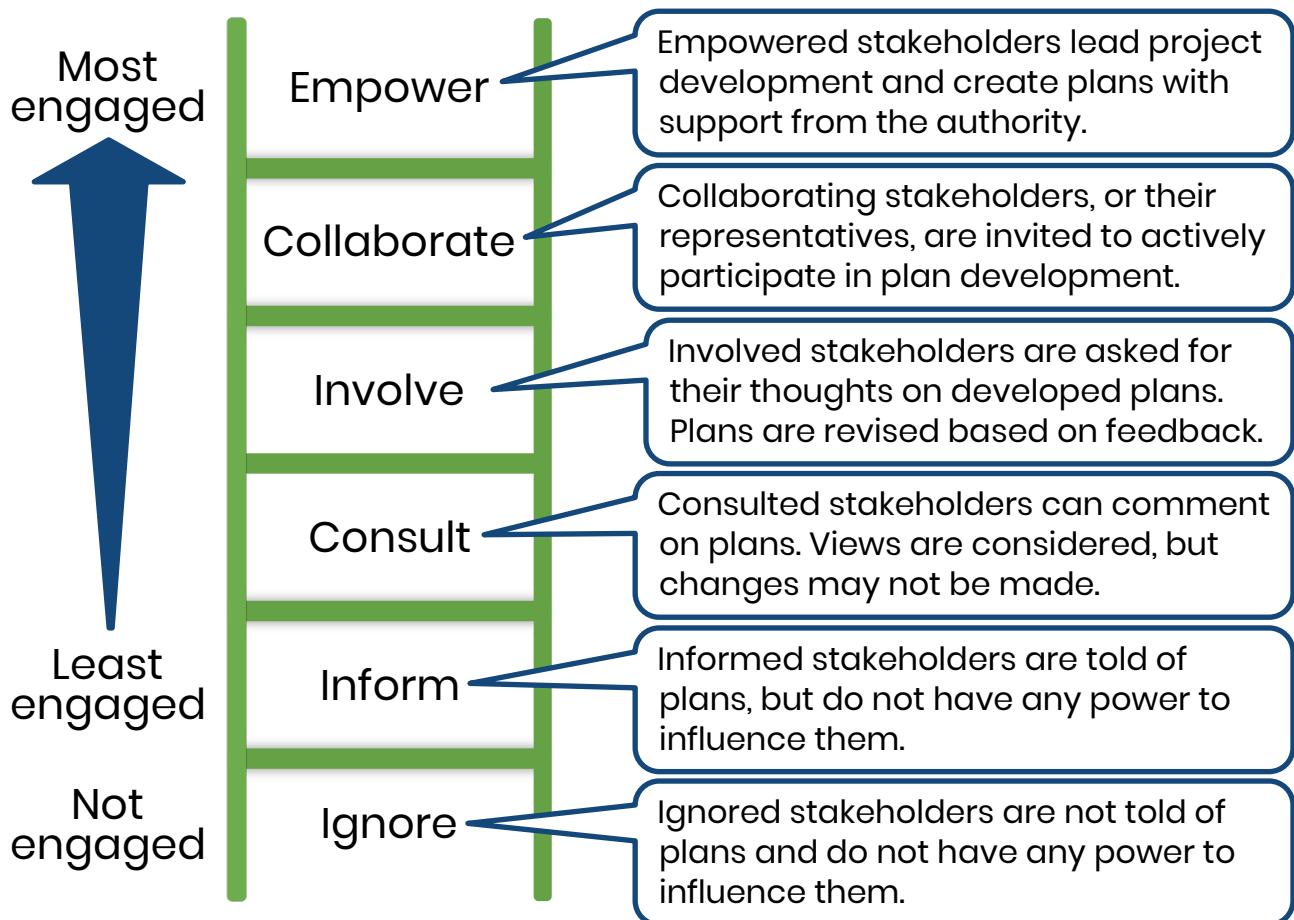 Most
engaged
Empower
Empowered stakeholders lead project
development and create plans with
support from the authority.
Collaborate
Collaborating stakeholders, or their
representatives, are invited to actively
participate in plan development.
Involve
Involved stakeholders are asked for
their thoughts on developed plans.
Plans are revised based on feedback.
Consult
Consulted stakeholders can comment
on plans. Views are considered, but
changes may not be made.
Least
engaged
Inform
Informed stakeholders are told of
plans, but do not have any power to
influence them.
Not
engaged
Ignore
Ignored stakeholders are not told of
plans and do not have any power to
influence them.